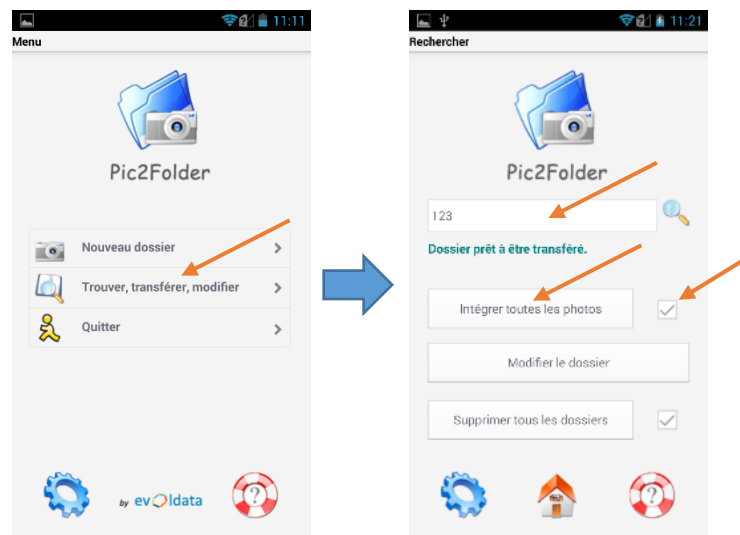 11:11
Menu
Pic2Folder
Nouveau dossier
Trouver, transférer, modifier
Quitter
by evoldata
?
11:21
Rechercher
Pic2Folder
123
Dossier prêt à être transféré.
Intégrer toutes les photos
Modifier le dossier
Supprimer tous les dossiers
?